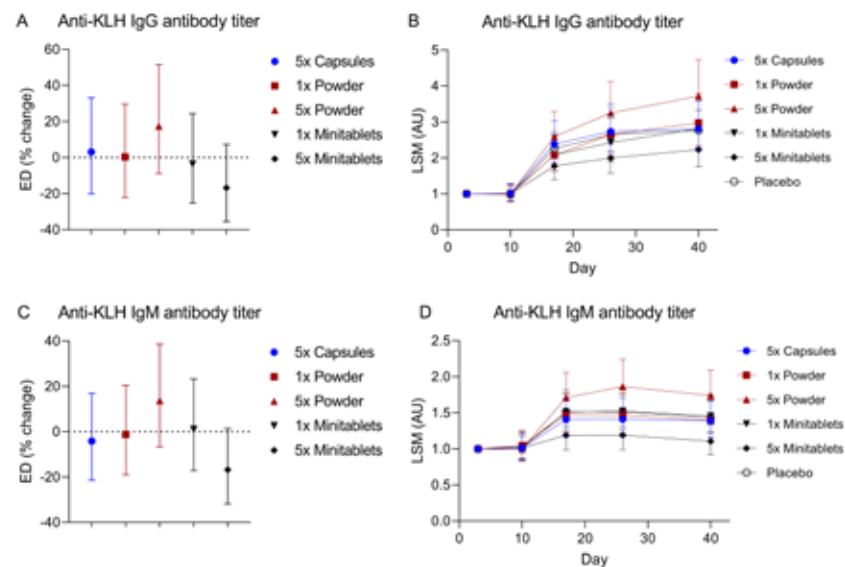 A Anti-KLH IgG antibody titer
ED (% change)
60
40
20
0
-20
-40
5x Capsules
1x Powder
5x Powder
1x Minitablets
5x Minitablets
B Anti-KLH IgG antibody titer
LSM (AU)
5
4
3
2
1
0
0 10 20 30 40
Day
5x Capsules
1x Powder
5x Powder
1x Minitablets
5x Minitablets
Placebo
C Anti-KLH IgM antibody titer
ED (% change)
40
20
0
-20
-40
5x Capsules
1x Powder
5x Powder
1x Minitablets
5x Minitablets
D Anti-KLH IgM antibody titer
LSM (AU)
2.5
2.0
1.5
1.0
0.5
0.0
0 10 20 30 40
Day
5x Capsules
1x Powder
5x Powder
1x Minitablets
5x Minitablets
Placebo